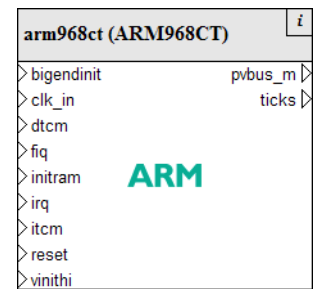 arm968ct (ARM968CT)
i
bigendinit
pvbus_m
clk_in
ticks
dtcm
fiq
initram
ARM
irq
itcm
reset
vinithi